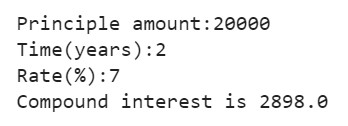 Principle amount:20000
Time(years):2
Rate(%):7
Compound interest is 2898.0